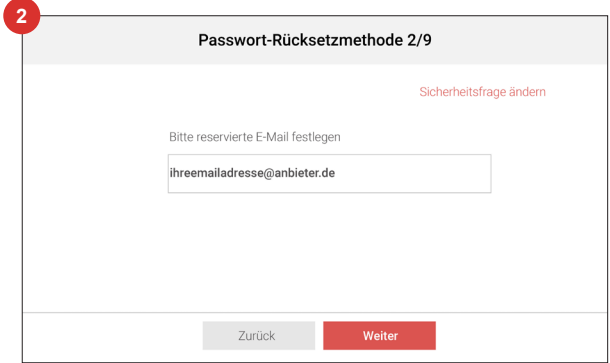 2
Passwort-Rücksetzmethode 2/9
Sicherheitsfrage ändern
Bitte reservierte E-Mail festlegen
ihreemailadresse@anbieter.de
Zurück
Weiter